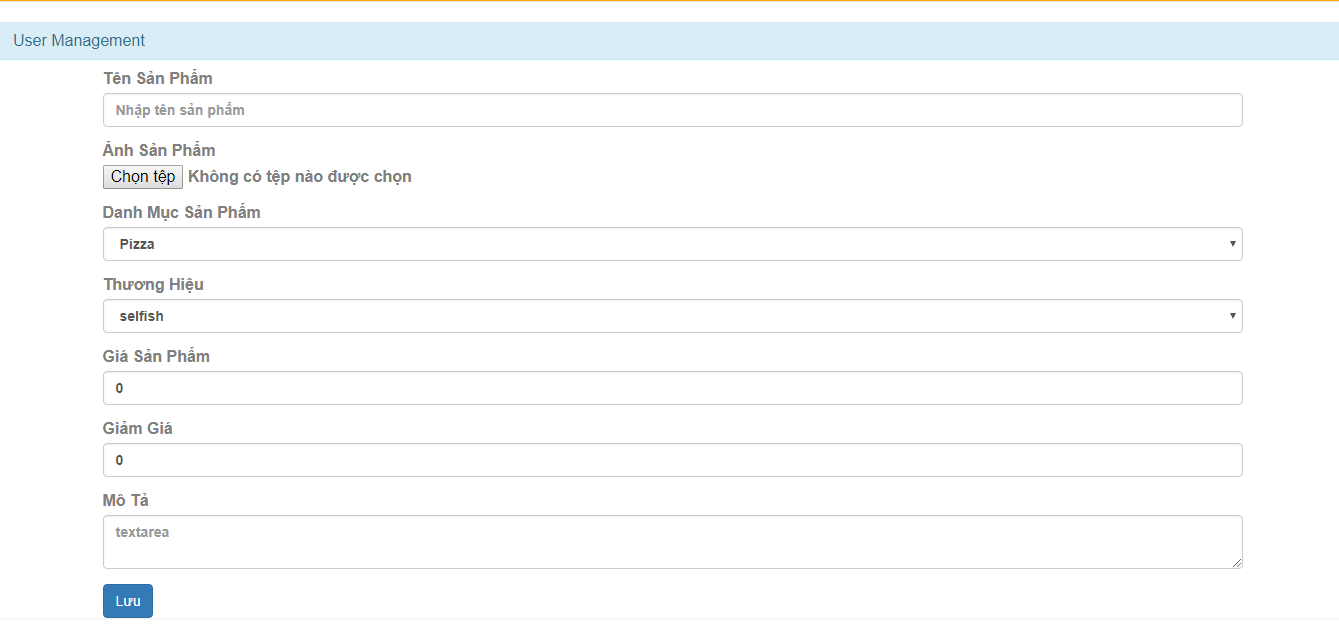 User Management
Tên Sản Phẩm
Nhập tên sản phẩm
Ảnh Sản Phẩm
Chọn tệp Không có tệp nào được chọn
Danh Mục Sản Phẩm
Pizza
Thương Hiệu
selfish
Giá Sản Phẩm
0
Giảm Giá
0
Mô Tả
textarea
Lưu